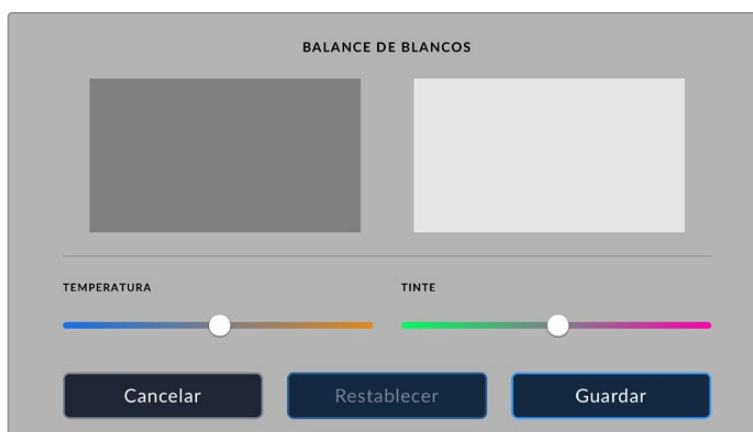 BALANCE DE BLANCOS
TEMPERATURA
TINTE
Cancelar
Restablecer
Guardar